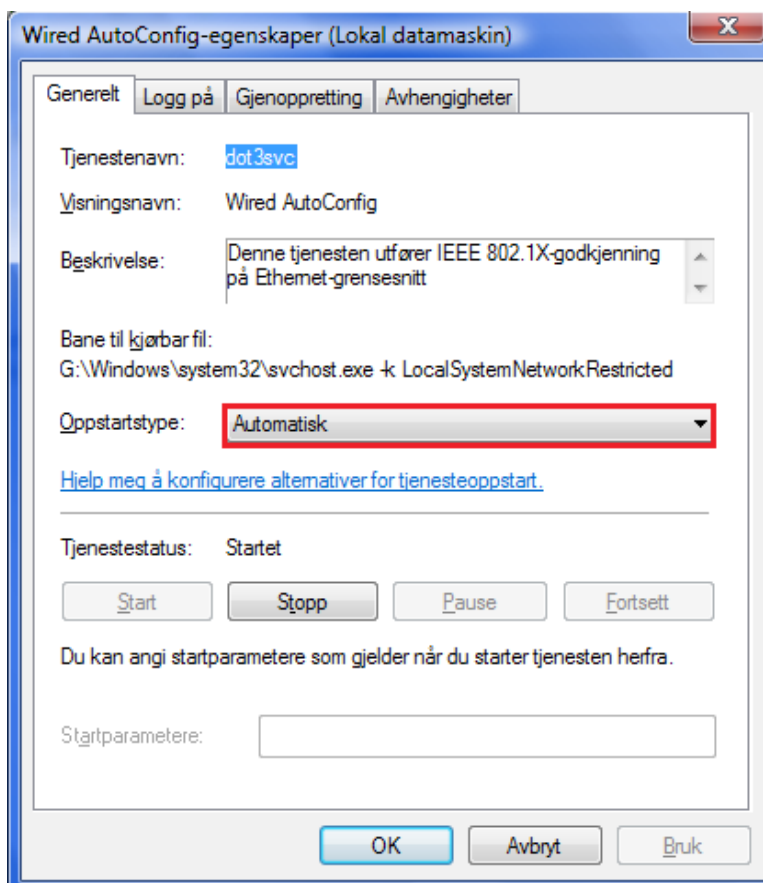 Wired AutoConfig-egenskaper (Lokal datamaskin)
X
Generelt
Logg på
Gjenoppretting
Avhengigheter
Tjenestenavn: dot3svc
Visningsnavn: Wired AutoConfig
Beskrivelse: Denne tjenesten utfører IEEE 802.1X-godkjenning
på Ethernet-grensesnitt
Bane til kjørbar fil:
G:\Windows\system32\svchost.exe -k LocalSystemNetworkRestricted
Oppstartstype: Automatisk
Hjelp meg å konfigurere alternativer for tjenesteoppstart.
Tjenestestatus: Startet
Start Stopp Pause Fortsett
Du kan angi startparametere som gjelder når du starter tjenesten herfra.
Startparametere:
OK Avbryt Bruk